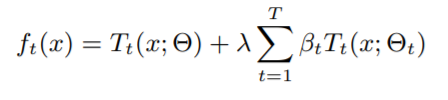 f_t(x) = T_t(x; Θ) + λ ∑_{t=1}^{T} β_t T_t(x; Θ_t)